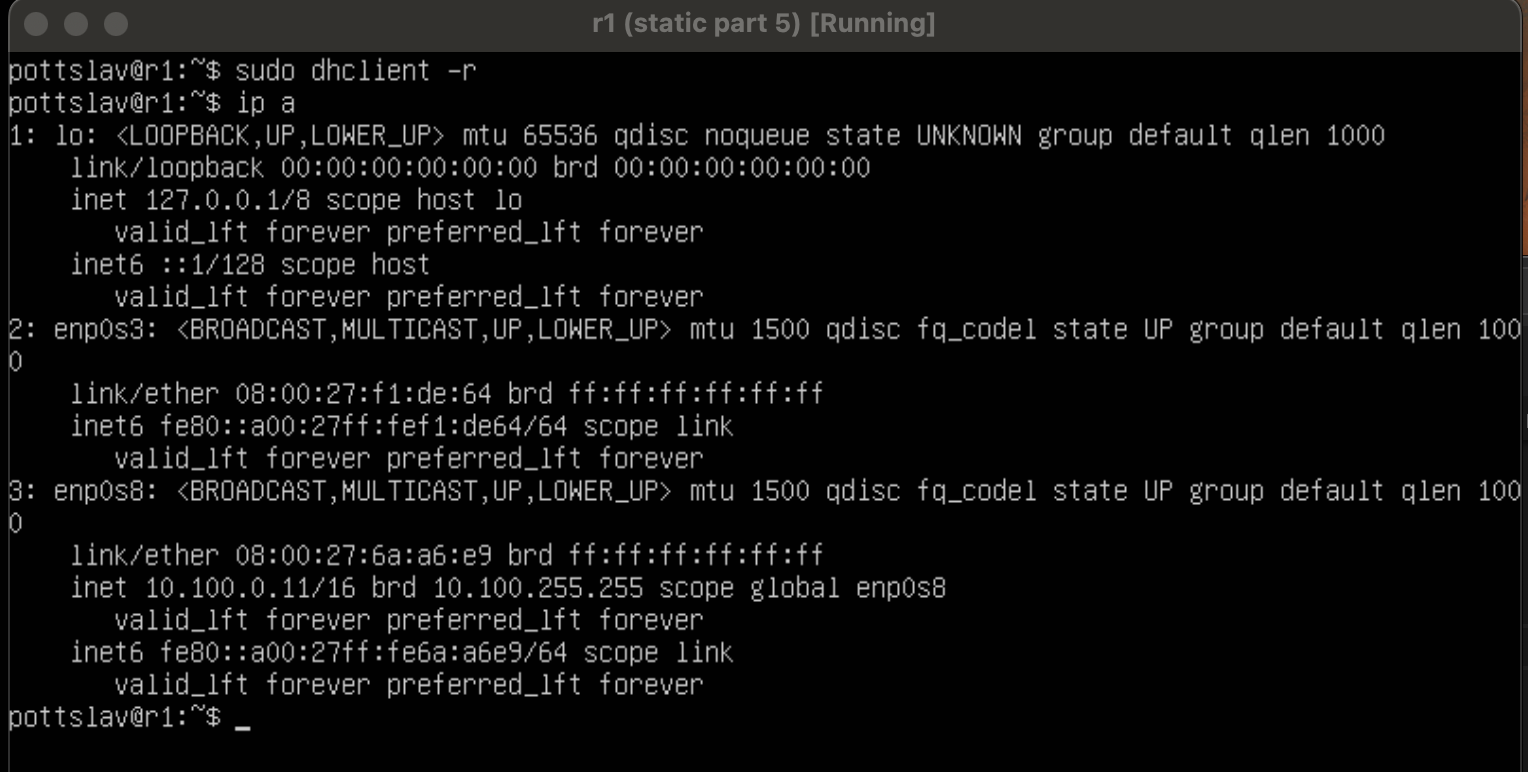 r1 (static part 5) [Running]
pottslav@r1:~$ sudo dhclient -r
pottslav@r1:~$ ip a
1: lo: <LOOPBACK,UP,LOWER_UP> mtu 65536 qdisc noqueue state UNKNOWN group default qlen 1000
    link/loopback 00:00:00:00:00:00 brd 00:00:00:00:00:00
    inet 127.0.0.1/8 scope host lo
       valid_lft forever preferred_lft forever
    inet6 ::1/128 scope host
       valid_lft forever preferred_lft forever
2: enp0s3: <BROADCAST,MULTICAST,UP,LOWER_UP> mtu 1500 qdisc fq_codel state UP group default qlen 100
0
    link/ether 08:00:27:f1:de:64 brd ff:ff:ff:ff:ff:ff
    inet6 fe80::a00:27ff:fef1:de64/64 scope link
       valid_lft forever preferred_lft forever
3: enp0s8: <BROADCAST,MULTICAST,UP,LOWER_UP> mtu 1500 qdisc fq_codel state UP group default qlen 100
0
    link/ether 08:00:27:6a:a6:e9 brd ff:ff:ff:ff:ff:ff
    inet 10.100.0.11/16 brd 10.100.255.255 scope global enp0s8
       valid_lft forever preferred_lft forever
    inet6 fe80::a00:27ff:fe6a:a6e9/64 scope link
       valid_lft forever preferred_lft forever
pottslav@r1:~$ _